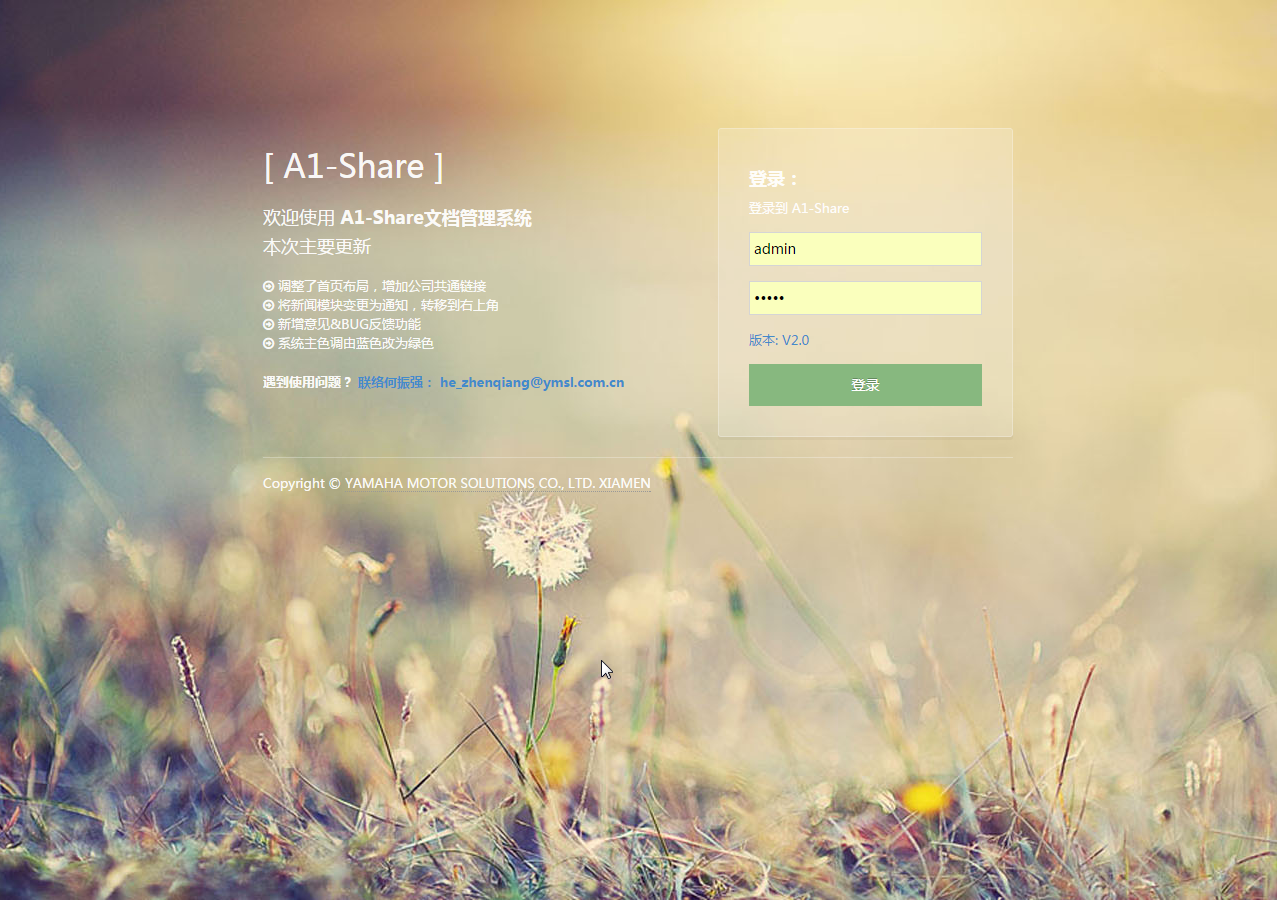 [ A1-Share ]
欢迎使用 A1-Share文档管理系统
本次主要更新
调整了首页布局，增加公司共通链接
将新闻模块变更为通知，转移到右上角
新增意见&BUG反馈功能
系统主色调由蓝色改为绿色
遇到使用问题？ 联络何振强： he_zhenqiang@ymsl.com.cn
登录：
登录到 A1-Share
admin
•••••
版本: V2.0
登录
Copyright © YAMAHA MOTOR SOLUTIONS CO., LTD. XIAMEN